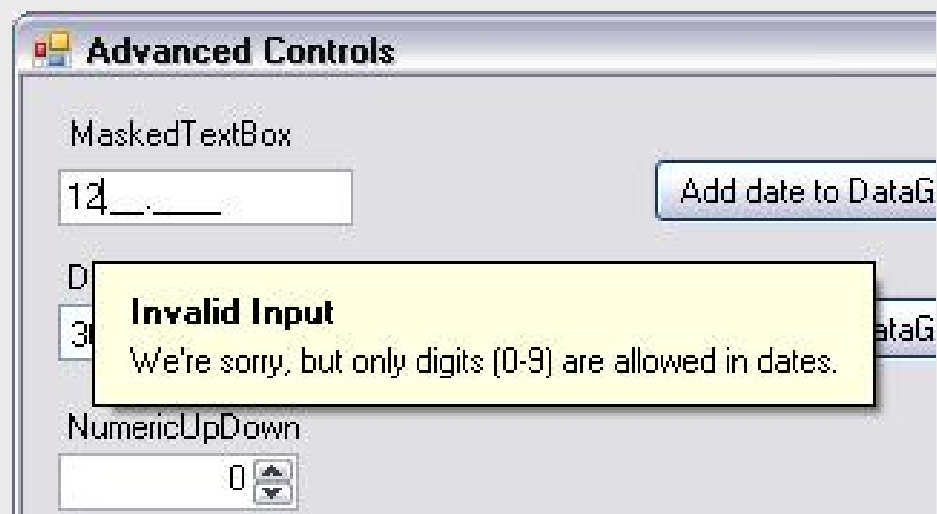 Advanced Controls
MaskedTextBox
12__.____
Add date to DataG
D
Invalid Input
We're sorry, but only digits (0-9) are allowed in dates.
ataG
NumericUpDown
0